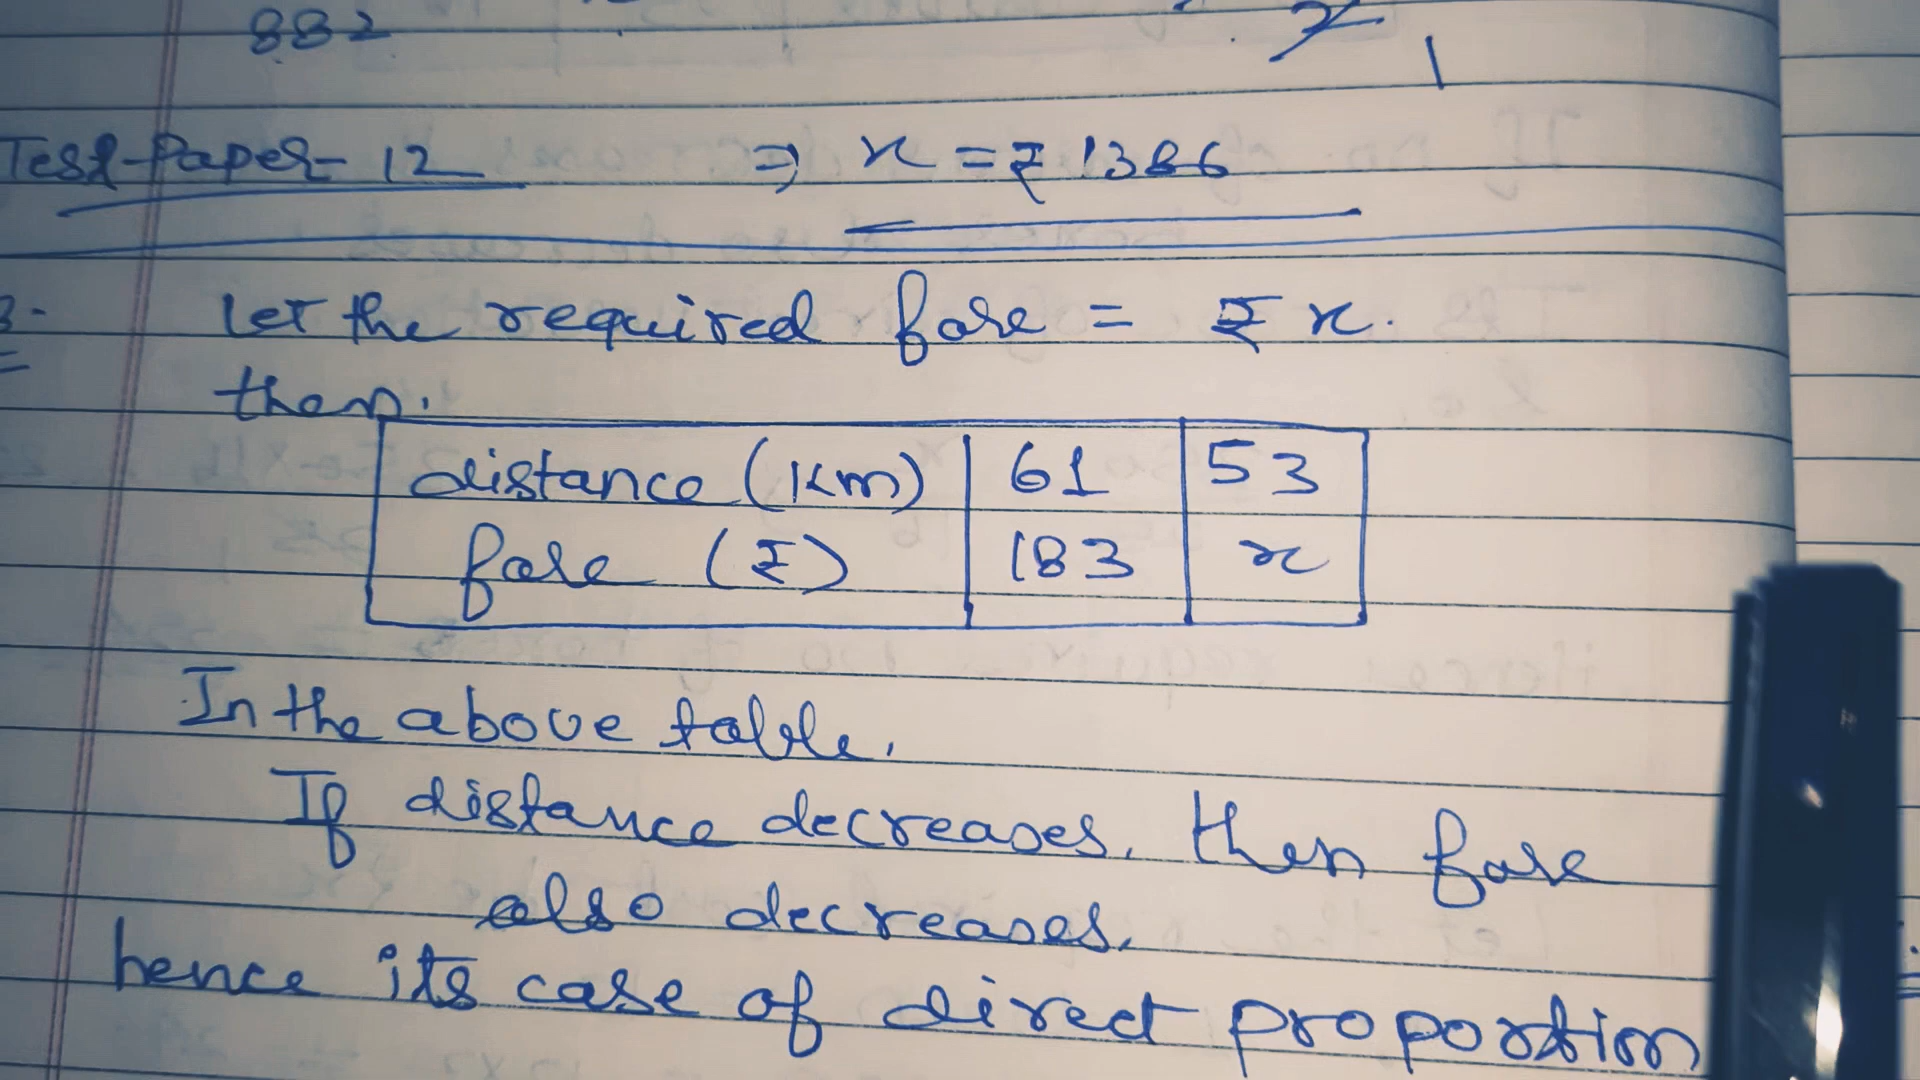 882
Test-Paper-12 ⇒ x = ₹ 1386
3. Let the required fare = ₹ x.
then.
distance (Km) 61 53
fare (₹) 183 x
In the above table,
If distance decreases, then fare
also decreases,
hence its case of direct proportion